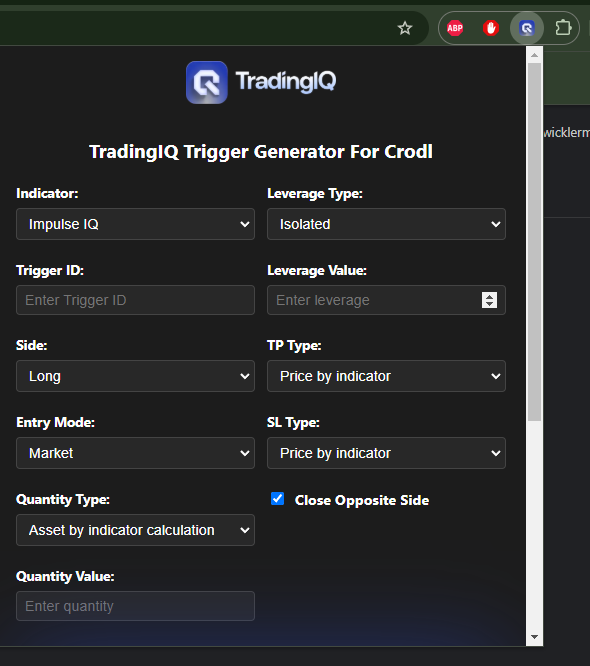 ABP
TradingIQ
TradingIQ Trigger Generator For Crodl
Indicator:
Impulse IQ
Leverage Type:
Isolated
Trigger ID:
Enter Trigger ID
Leverage Value:
Enter leverage
Side:
Long
TP Type:
Price by indicator
Entry Mode:
Market
SL Type:
Price by indicator
Quantity Type:
Asset by indicator calculation
Close Opposite Side
Quantity Value:
Enter quantity